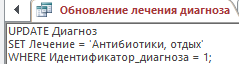 Обновление лечения диагноза
UPDATE Диагноз
SET Лечение = 'Антибиотики, отдых'
WHERE Идентификатор_диагноза = 1;